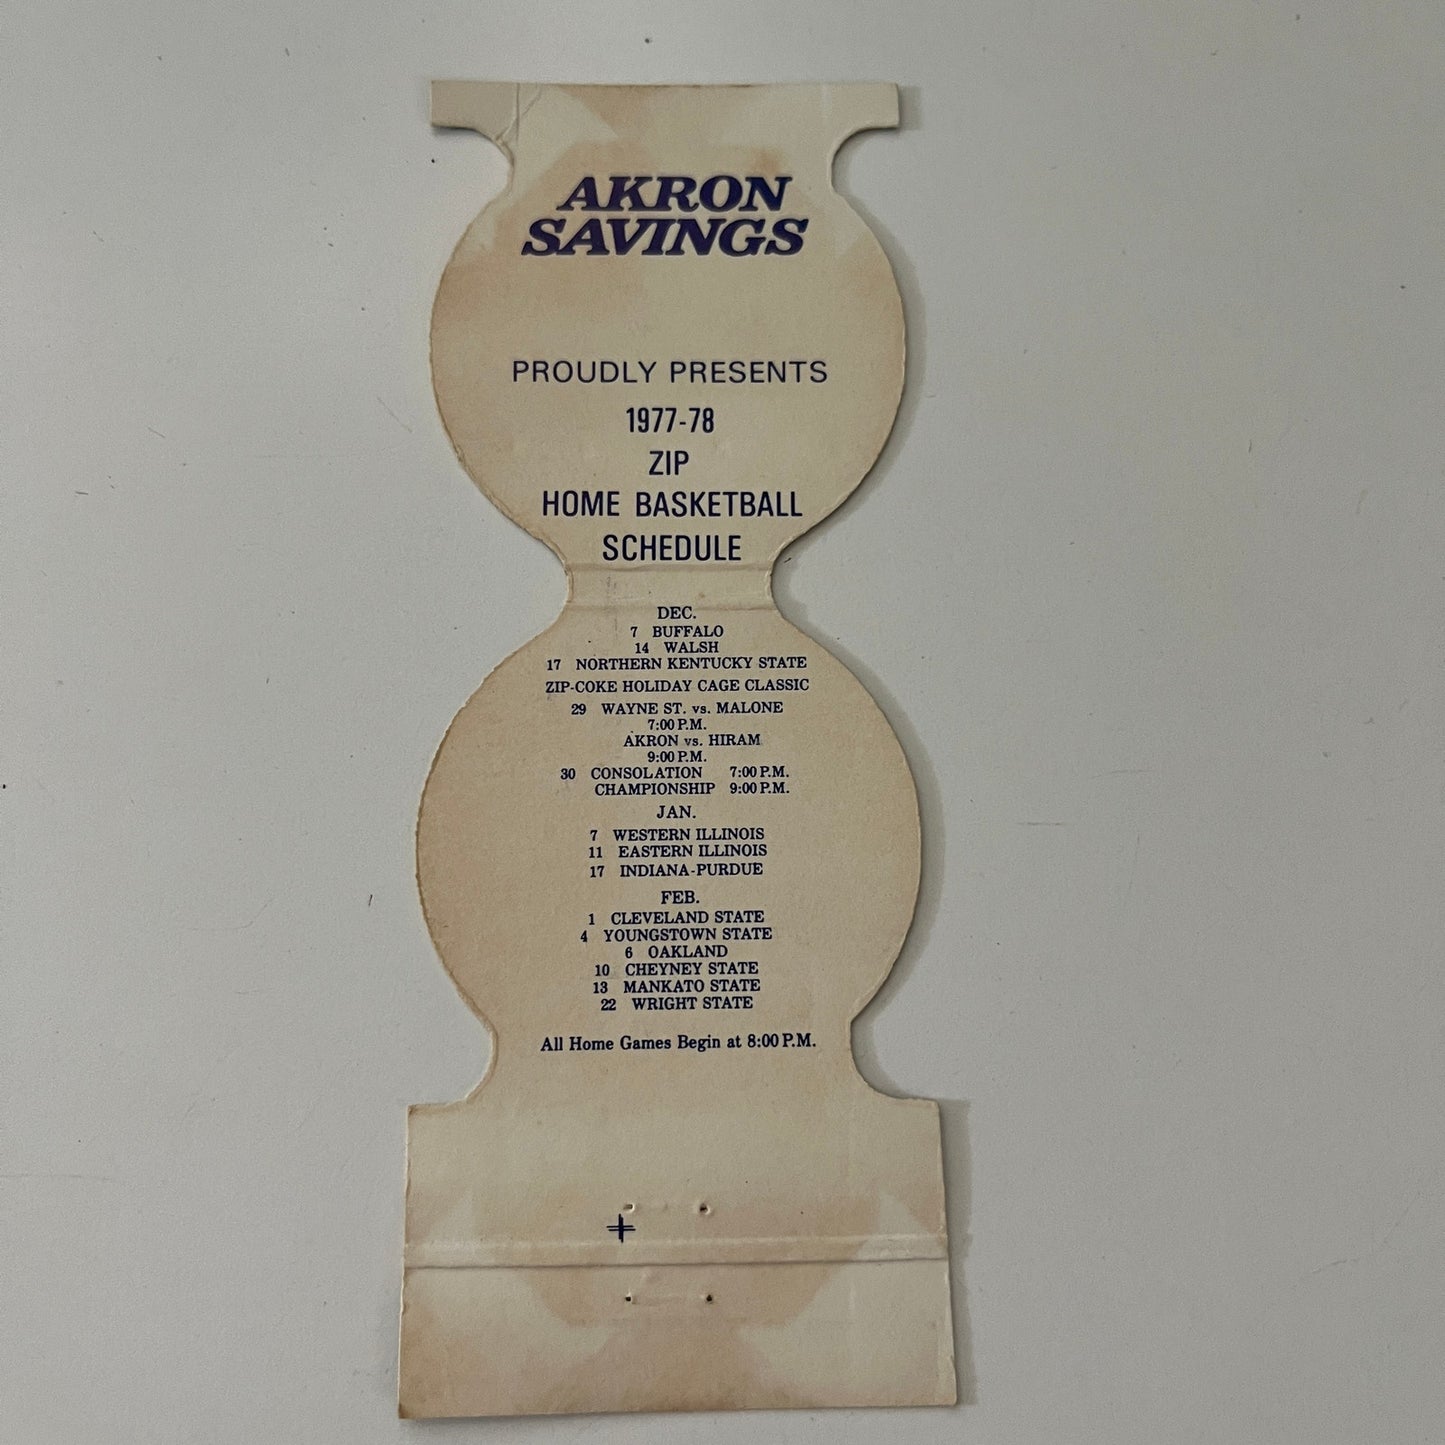 AKRON
SAVINGS
PROUDLY PRESENTS
1977-78
ZIP
HOME BASKETBALL
SCHEDULE
DEC.
7 BUFFALO
14 WALSH
17 NORTHERN KENTUCKY STATE
ZIP-COKE HOLIDAY CAGE CLASSIC
29 WAYNE ST. vs. MALONE
7:00 P.M.
AKRON vs. HIRAM
9:00 P.M.
30 CONSOLATION 7:00 P.M.
CHAMPIONSHIP 9:00 P.M.
JAN.
7 WESTERN ILLINOIS
11 EASTERN ILLINOIS
17 INDIANA-PURDUE
FEB.
1 CLEVELAND STATE
4 YOUNGSTOWN STATE
6 OAKLAND
10 CHEYNEY STATE
13 MANKATO STATE
22 WRIGHT STATE
All Home Games Begin at 8:00 P.M.